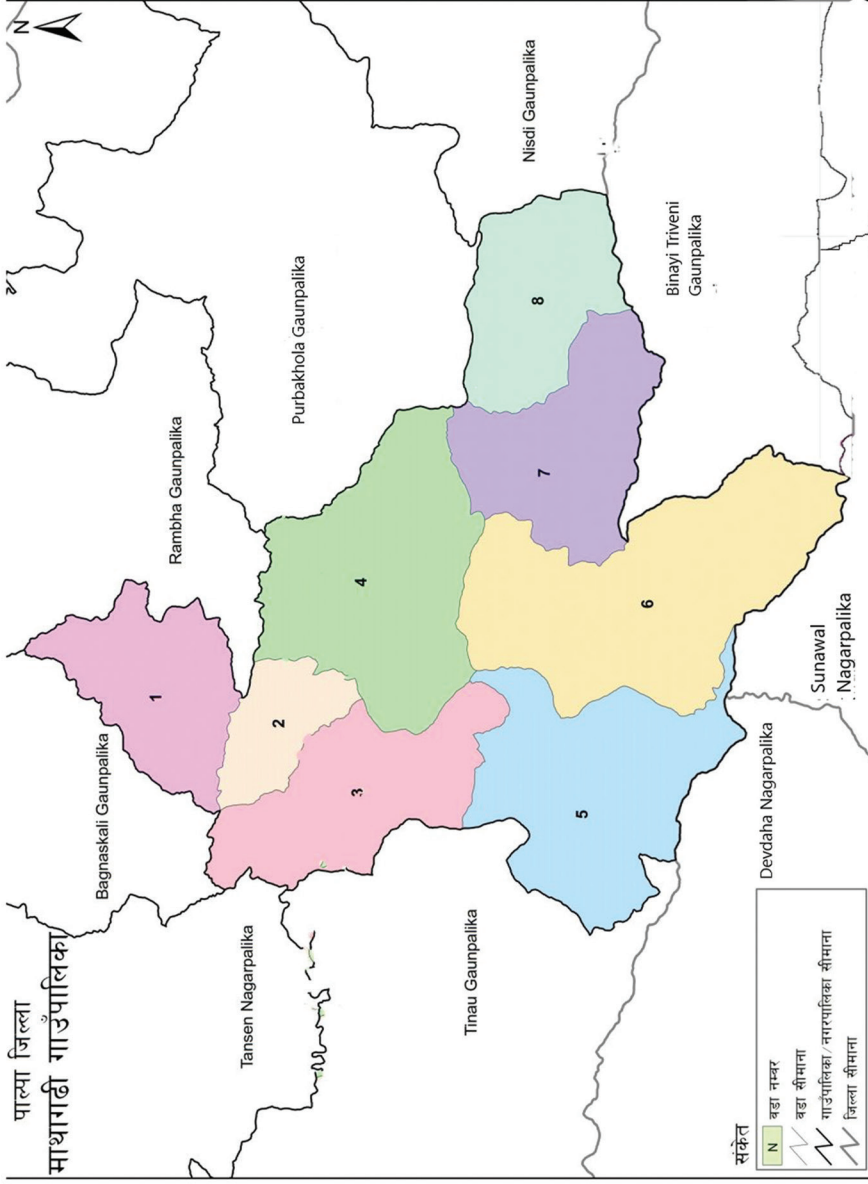 पाल्पा जिल्ला
माथागढी गाउँपालिका
N
Bagnaskali Gaunpalika
Rambha Gaunpalika
Purbakhola Gaunpalika
Nisdi Gaunpalika
Tansen Nagarpalika
Tinau Gaunpalika
Binayi Triveni
Gaunpalika
Devdaha Nagarpalika
Sunawal
Nagarpalika
1
2
3
4
5
6
7
8
संकेत
N वडा नम्बर
वडा सीमाना
गाउँपालिका/नगरपालिका सीमाना
जिल्ला सीमाना